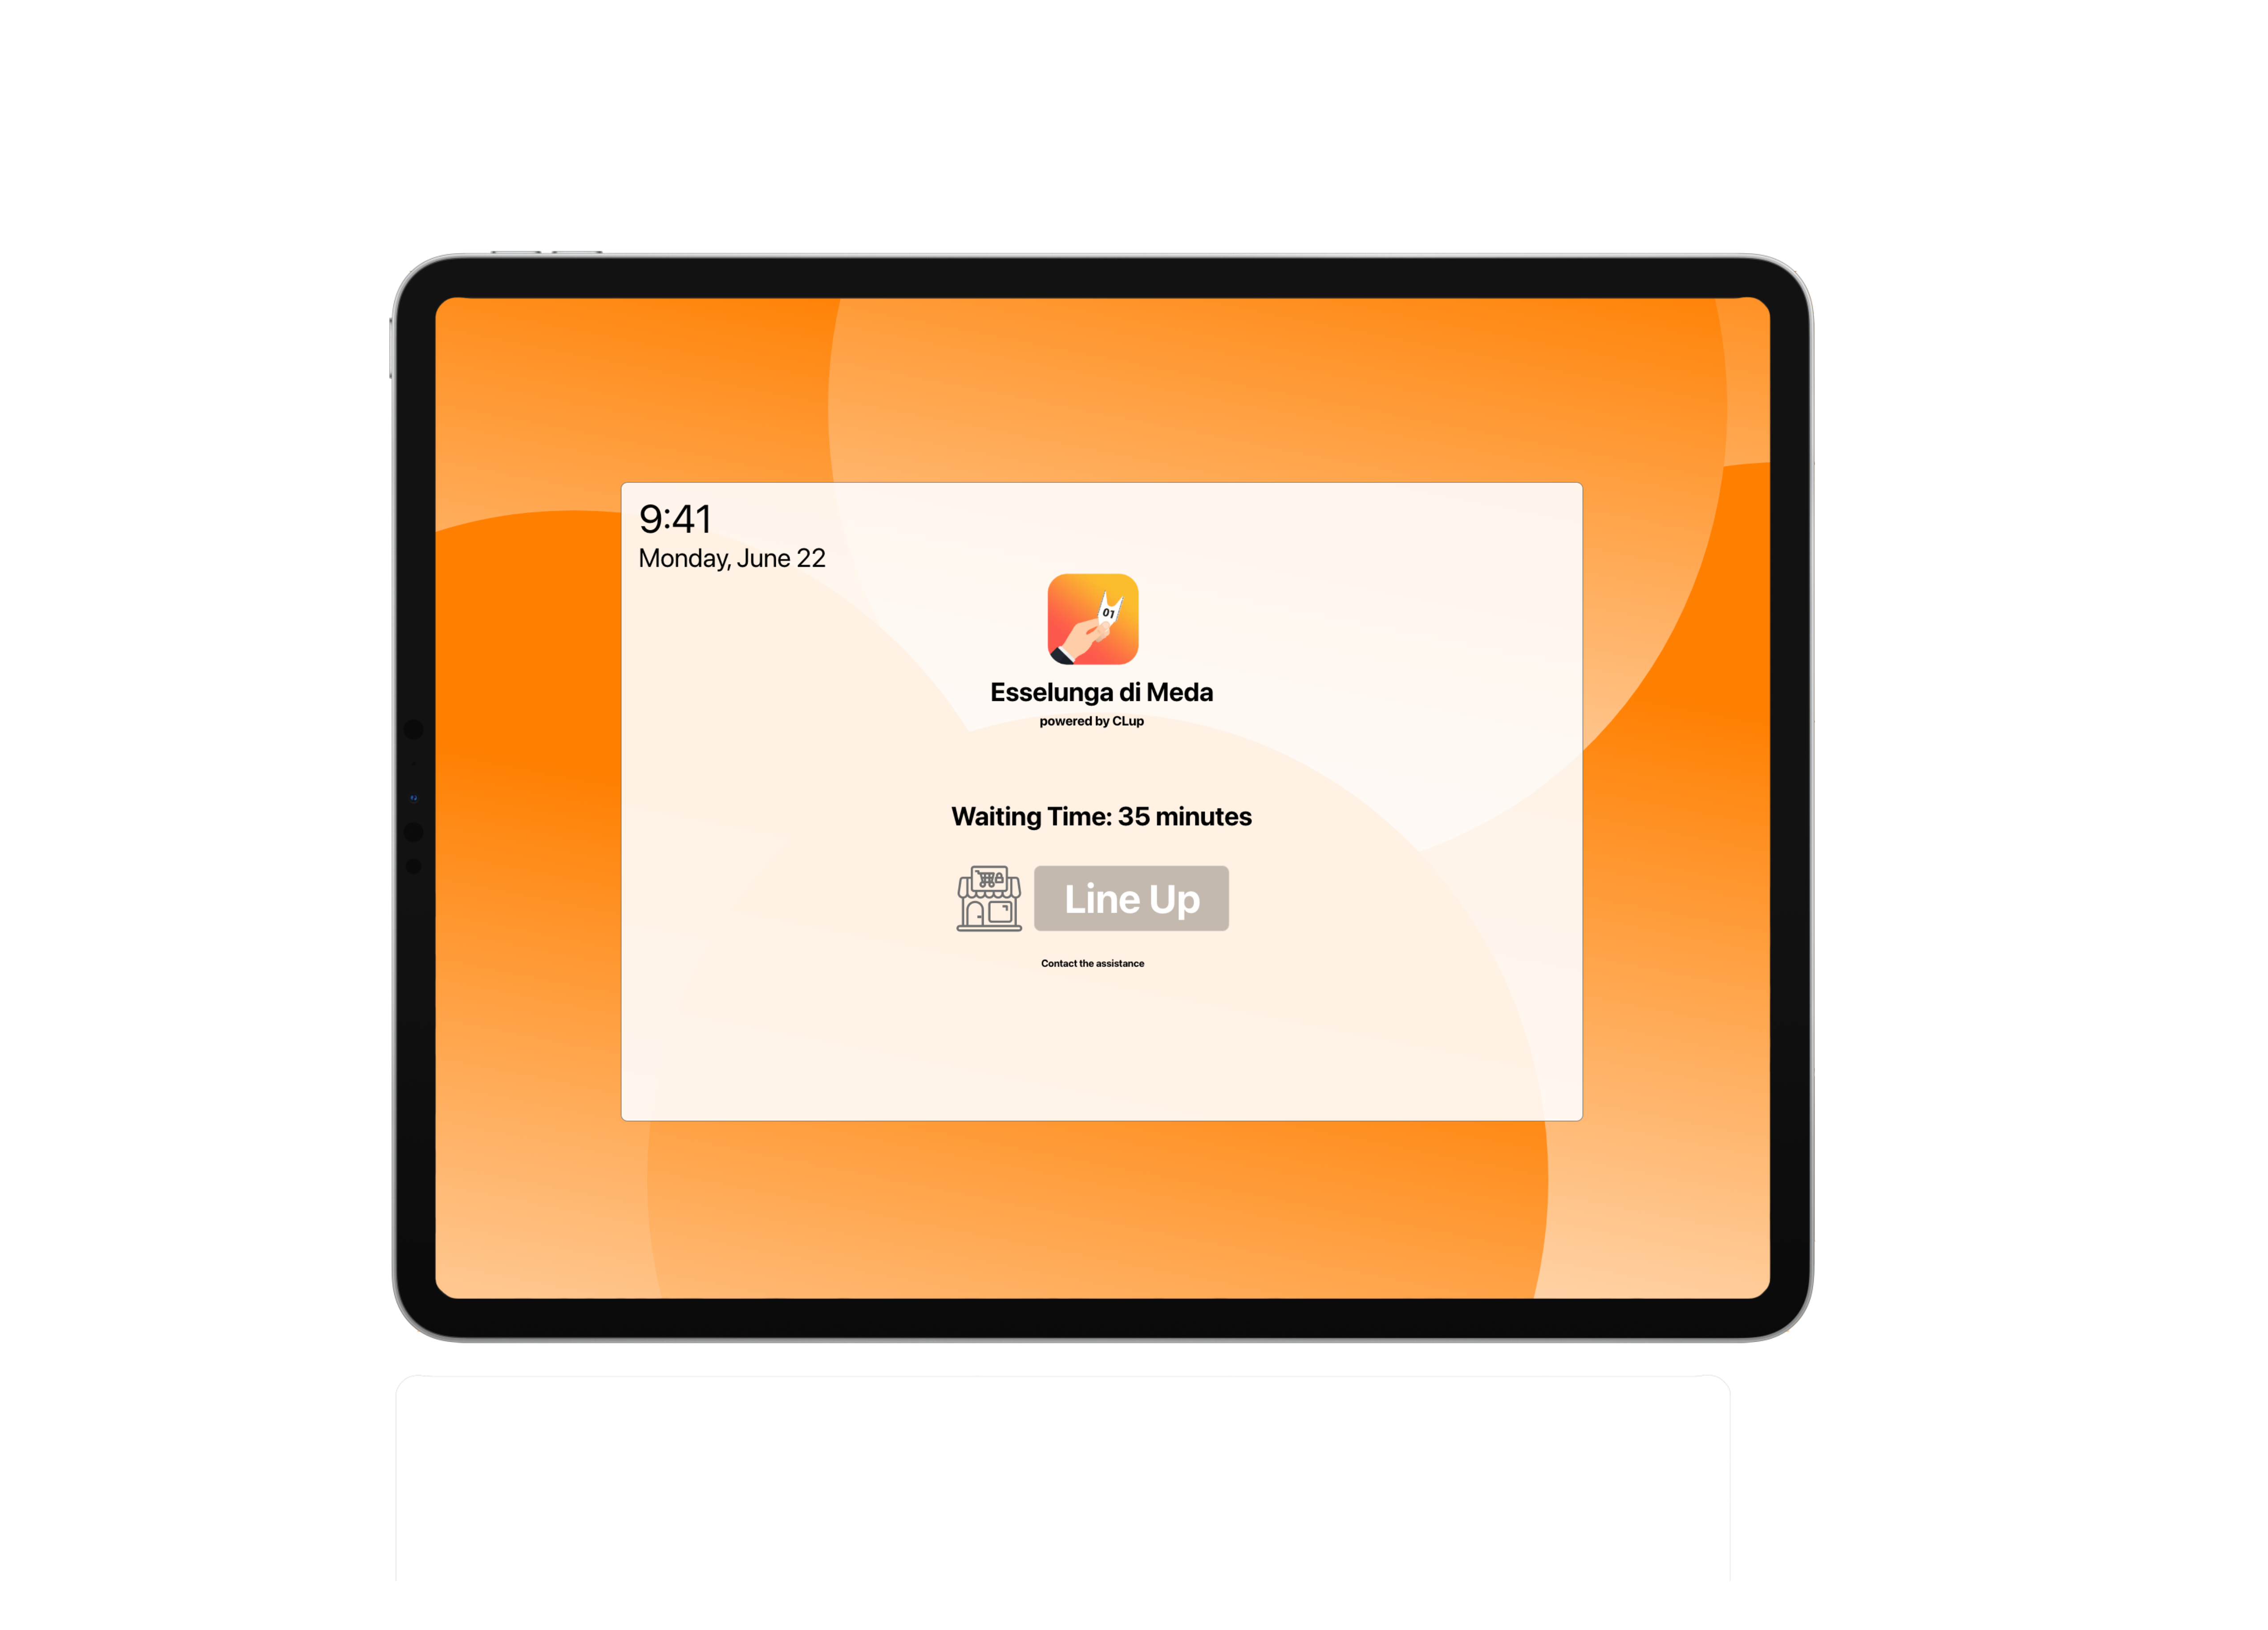 9:41
Monday, June 22
01
Esselunga di Meda
powered by CLup
Waiting Time: 35 minutes
Line Up
Contact the assistance